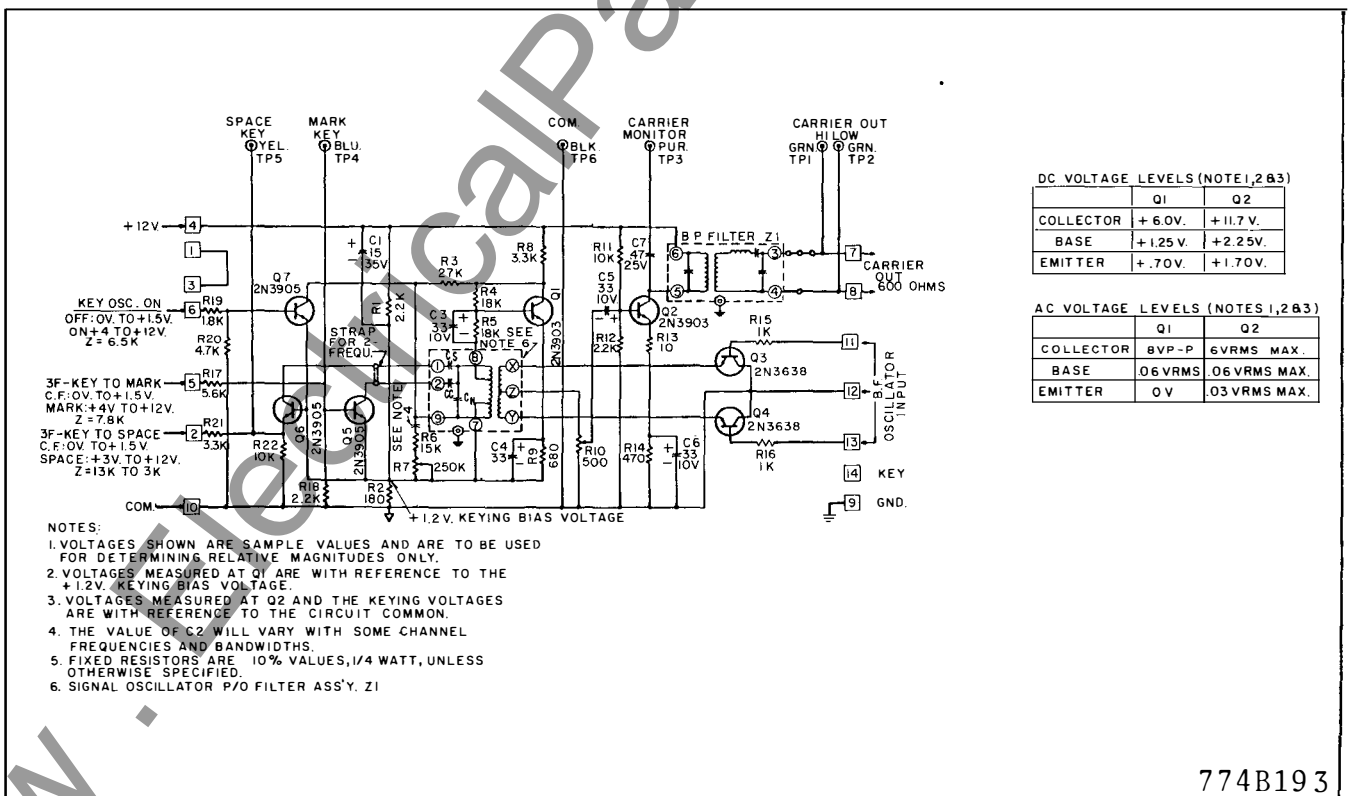 SPACE KEY
YEL.
TP5
MARK KEY
BLU.
TP4
COM.
BLK.
TP6
CARRIER MONITOR
PUR.
TP3
CARRIER OUT
HI LOW
GRN.
TP1
GRN.
TP2
+12V.
4
1
3
Q7
2N3905
C1
15
35V
R1
2.2K
R3
27K
R4
18K
R5
18K
R8
3.3K
Q1
2N3903
SEE NOTE 6
R11
10K
C7
47
25V
B P FILTER Z1
6
5
3
4
7
CARRIER OUT
600 OHMS
8
KEY OSC. ON
OFF: 0V. TO +1.5V.
ON +4 TO +12V.
Z = 6.5K
6
R19
1.8K
R20
4.7K
STRAP FOR 2-FREQU.
C3
33
10V
C5
33
10V
Q2
2N3903
R12
2.2K
R13
10
R15
1K
11
Q3
2N3638
12
B.F. OSCILLATOR INPUT
Q4
2N3638
R16
1K
13
14 KEY
9 GND.
3F-KEY TO MARK
C.F: 0V. TO +1.5V.
MARK: +4V TO +12V.
Z = 7.8K
5
R17
5.6K
3F-KEY TO SPACE
C.F: 0V TO +1.5V.
SPACE: +3V. TO +12V.
Z=13K TO 3K
2
R21
3.3K
R22
10K
Q6
2N3905
Q5
2N3905
SEE NOTE 4
R6
15K
R7
250K
1
2
9
8
7
X
Z
Y
C4
33
R9
680
R10
500
R14
470
C6
33
10V
R18
2.2K
R2
180
COM.
10
+1.2V. KEYING BIAS VOLTAGE
NOTES:
1. VOLTAGES SHOWN ARE SAMPLE VALUES AND ARE TO BE USED
FOR DETERMINING RELATIVE MAGNITUDES ONLY.
2. VOLTAGES MEASURED AT Q1 ARE WITH REFERENCE TO THE
+1.2V. KEYING BIAS VOLTAGE.
3. VOLTAGES MEASURED AT Q2 AND THE KEYING VOLTAGES
ARE WITH REFERENCE TO THE CIRCUIT COMMON.
4. THE VALUE OF C2 WILL VARY WITH SOME CHANNEL
FREQUENCIES AND BANDWIDTHS.
5. FIXED RESISTORS ARE 10% VALUES, 1/4 WATT, UNLESS
OTHERWISE SPECIFIED.
6. SIGNAL OSCILLATOR P/O FILTER ASS'Y. Z1
DC VOLTAGE LEVELS (NOTE 1,2 &3)
Q1 Q2
COLLECTOR +6.0V. +11.7 V.
BASE +1.25 V. +2.25V.
EMITTER +.70V. +1.70V.
AC VOLTAGE LEVELS (NOTES 1,2&3)
Q1 Q2
COLLECTOR 8VP-P 6VRMS MAX.
BASE .06 VRMS .06 VRMS MAX.
EMITTER 0 V .03 VRMS MAX.
774B193
w . ElectricalPa